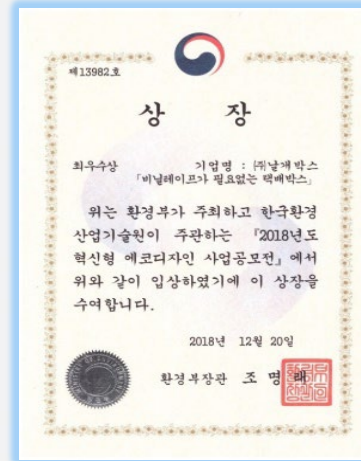 제13982호
상 장
최우수상 기업명 : ㈜날개박스
「비닐테이프가 필요없는 택배박스」
위는 환경부가 주최하고 한국환경
산업기술원이 주관하는 『2018년도
혁신형 에코디자인 사업공모전』에서
위와 같이 입상하였기에 이 상장을
수여합니다.
2018년 12월 20일
환경부장관 조명래